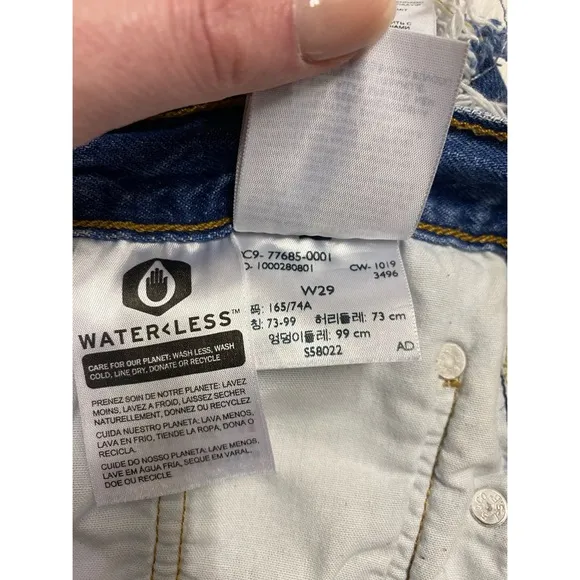 C9- 77685-0001
1000280801 CW- 1019
3496
W29
165/74A
73-99 허리둘레: 73 cm
엉덩이둘레: 99 cm
S58022 AD
WATER<LESS™
CARE FOR OUR PLANET: WASH LESS, WASH
COLD, LINE DRY, DONATE OR RECYCLE
PRENEZ SOIN DE NOTRE PLANETE: LAVEZ
MOINS, LAVEZ A FROID, LAISSEZ SECHER
NATURELLEMENT, DONNEZ OU RECYCLEZ
CUIDA NUESTRO PLANETA: LAVA MENOS,
LAVA EN FRIO, TIENDE LA ROPA, DONA O
RECICLA.
CUIDE DO NOSSO PLANETA: LAVE MENOS,
LAVE EM ÁGUA FRIA, SEQUE EM VARAL,
DOE OU RECICLE